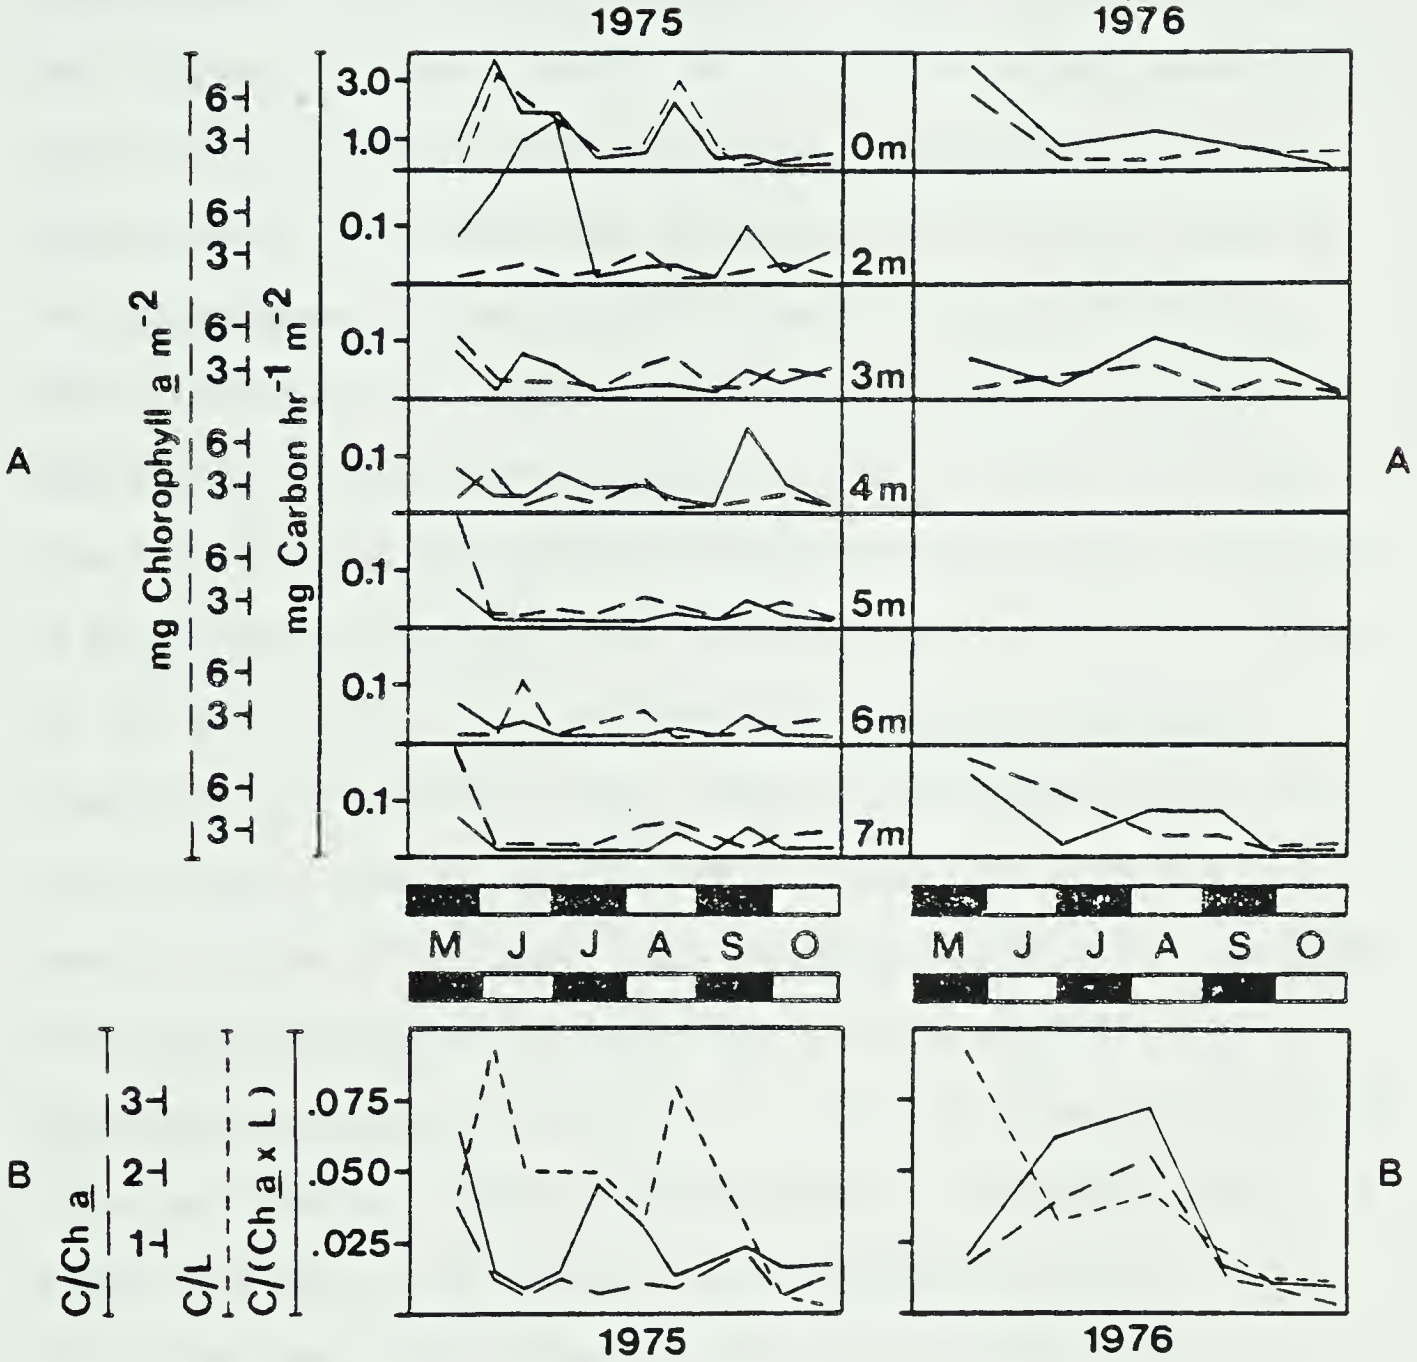 1975 1976
mg Chlorophyll a m-2
mg Carbon hr-1 m-2
6 3.0
3 1.0 0m
6 0.1
3 2m
6 0.1
3 3m
A 6 0.1 A
3 4m
6 0.1
3 5m
6 0.1
3 6m
6 0.1
3 7m
M J J A S O M J J A S O
C/Ch a
C/L
C/(Ch a x L)
3 .075
B 2 .050 B
1 .025
1975 1976